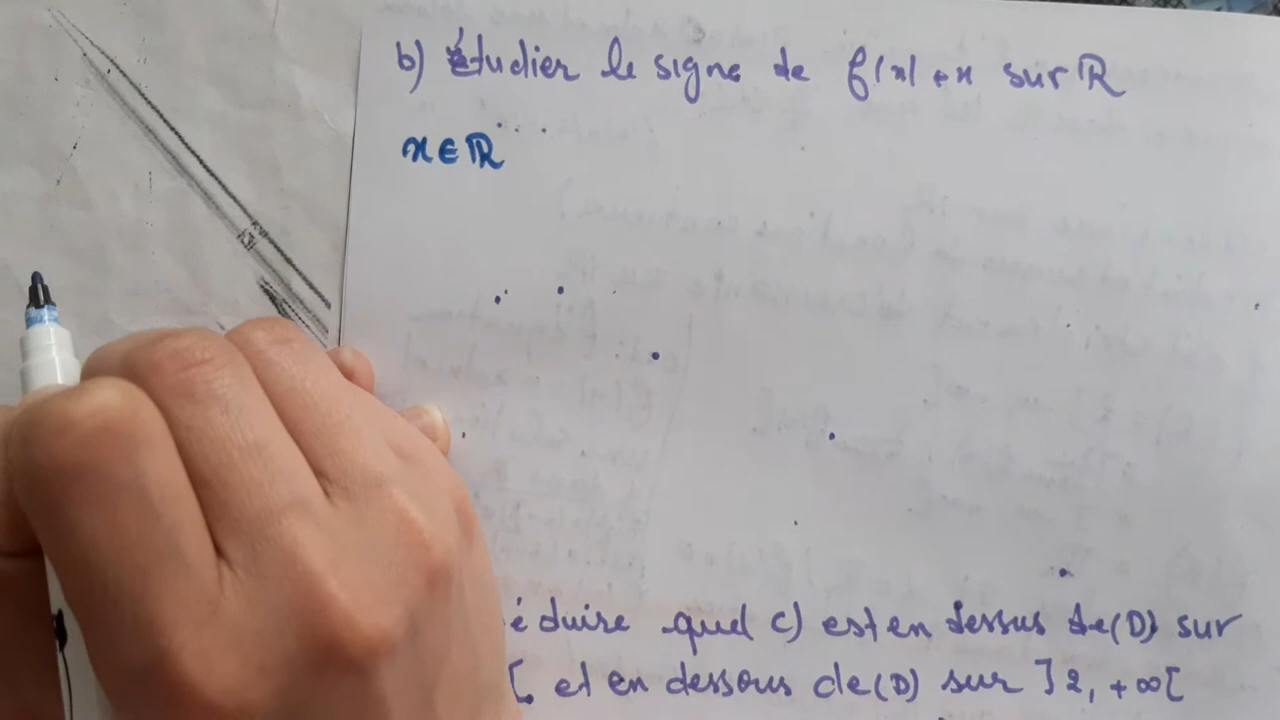 b) étudier le signe de f(x) + x sur ℝ
x ∈ ℝ
éduire que (C) est en dessus de (D) sur
[ et en dessous de (D) sur ]2, +∞[